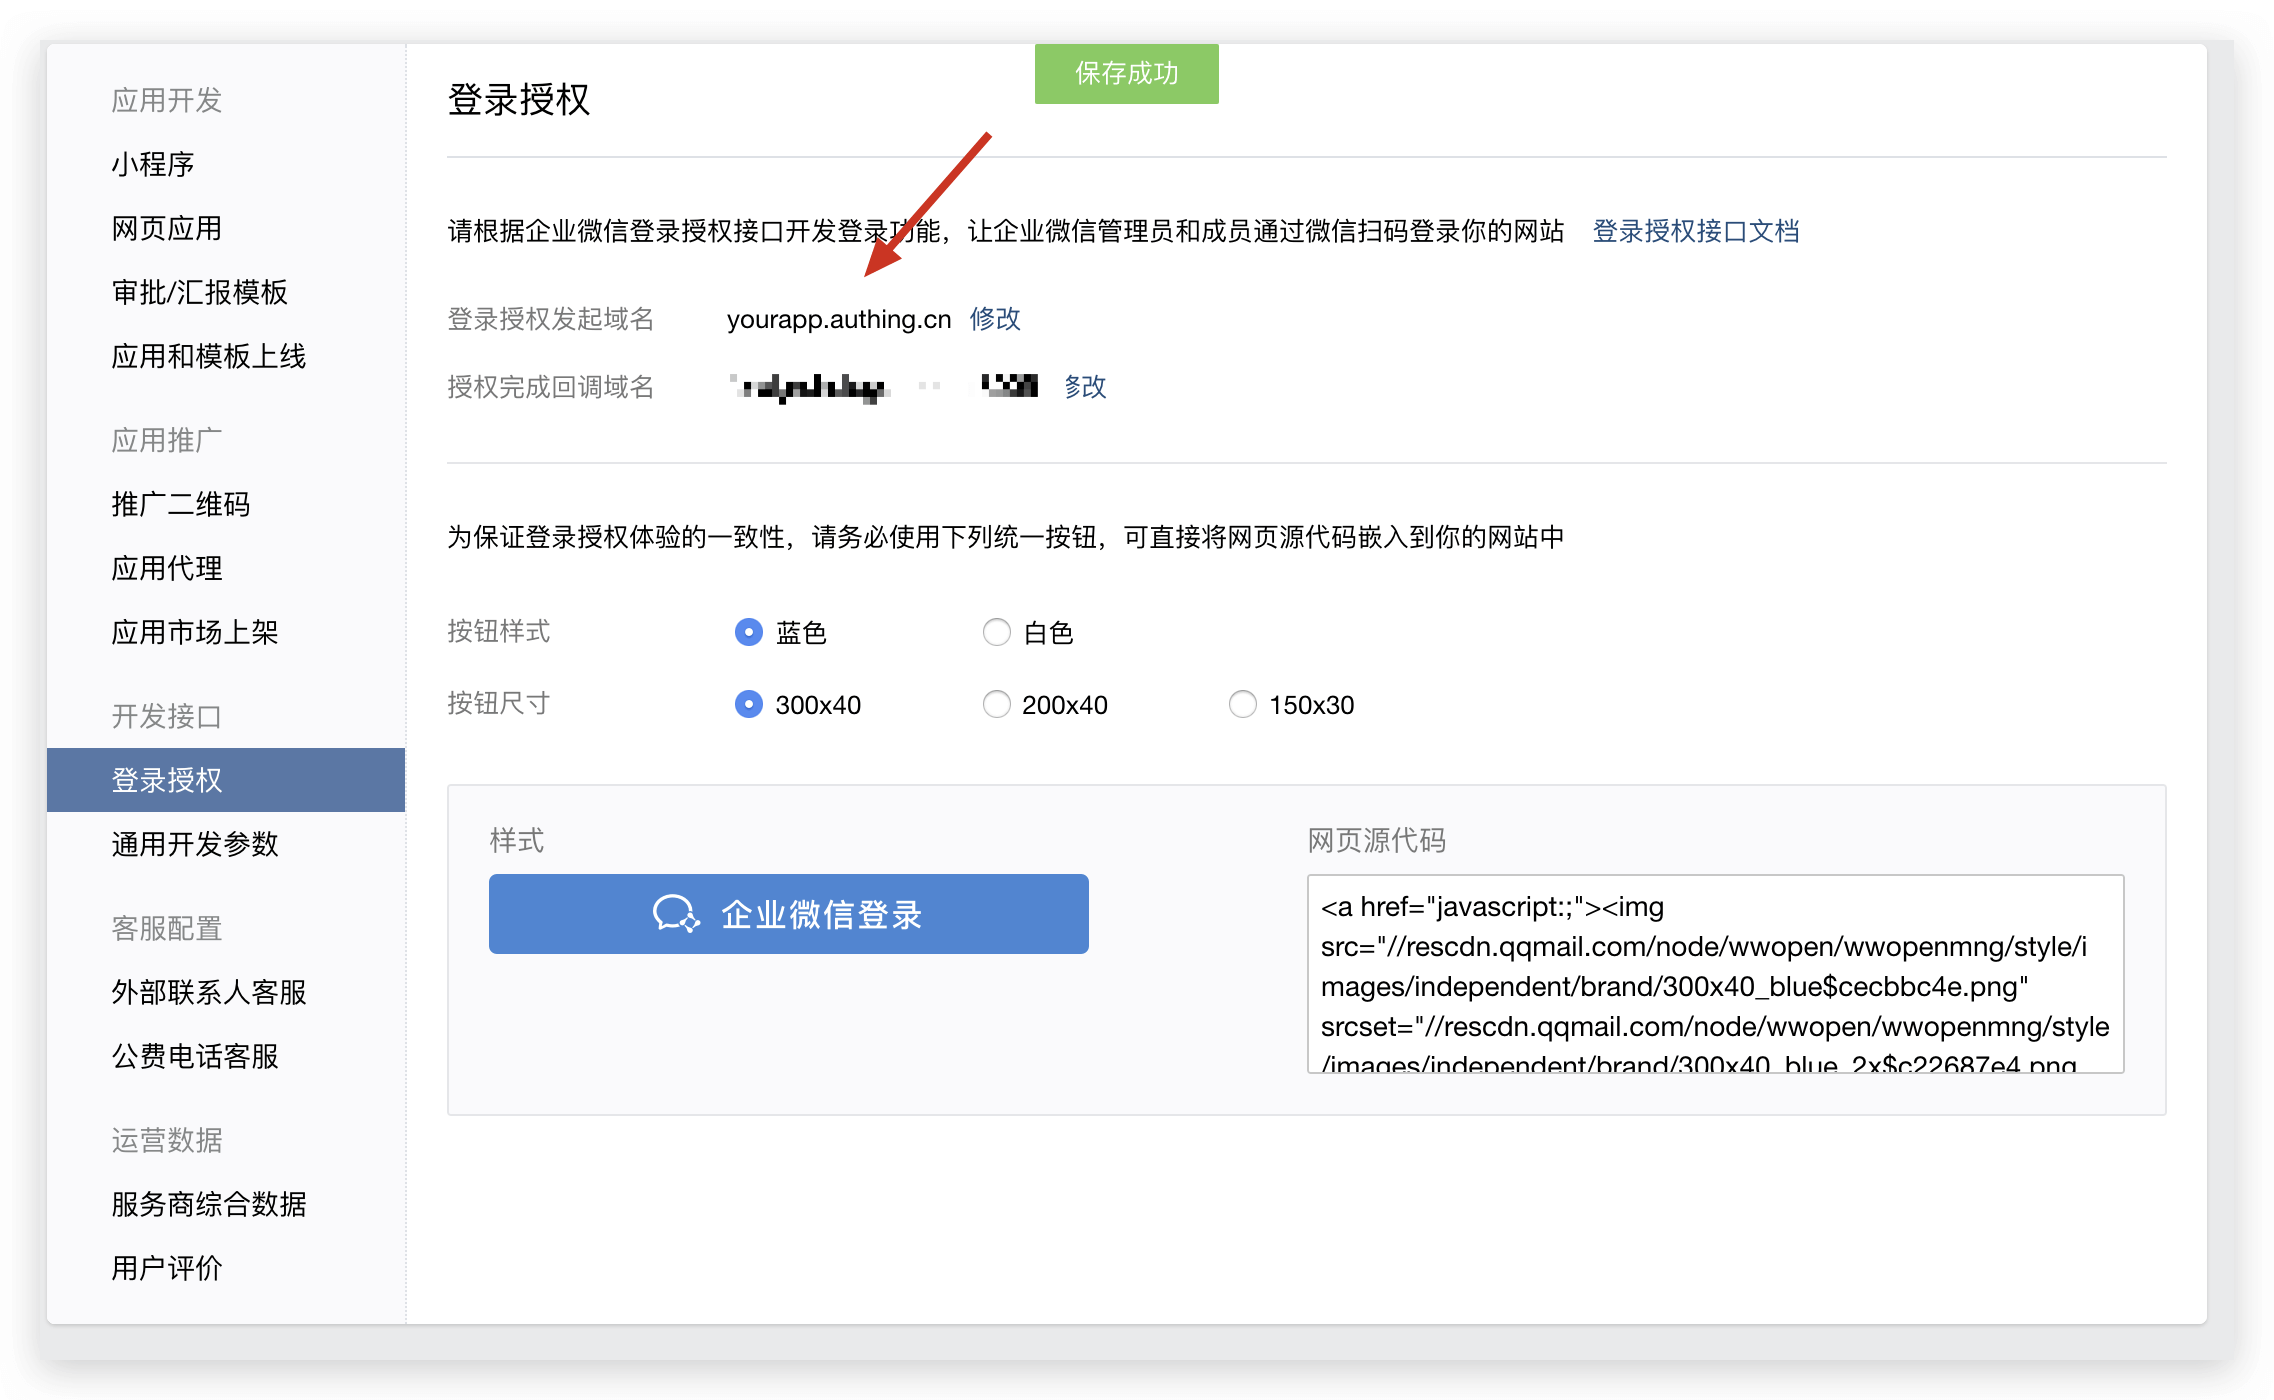 应用开发
小程序
网页应用
审批/汇报模板
应用和模板上线
应用推广
推广二维码
应用代理
应用市场上架
开发接口
登录授权
通用开发参数
客服配置
外部联系人客服
公费电话客服
运营数据
服务商综合数据
用户评价
保存成功
登录授权
请根据企业微信登录授权接口开发登录功能，让企业微信管理员和成员通过微信扫码登录你的网站 登录授权接口文档
登录授权发起域名 yourapp.authing.cn 修改
授权完成回调域名 修改
为保证登录授权体验的一致性，请务必使用下列统一按钮，可直接将网页源代码嵌入到你的网站中
按钮样式 蓝色 白色
按钮尺寸 300x40 200x40 150x30
样式
企业微信登录
网页源代码
<a href="javascript:;"><img
src="//rescdn.qqmail.com/node/wwopen/wwopenmng/style/i
mages/independent/brand/300x40_blue$cecbbc4e.png"
srcset="//rescdn.qqmail.com/node/wwopen/wwopenmng/style
/images/independent/brand/300x40_blue_2x$c22687e4.png